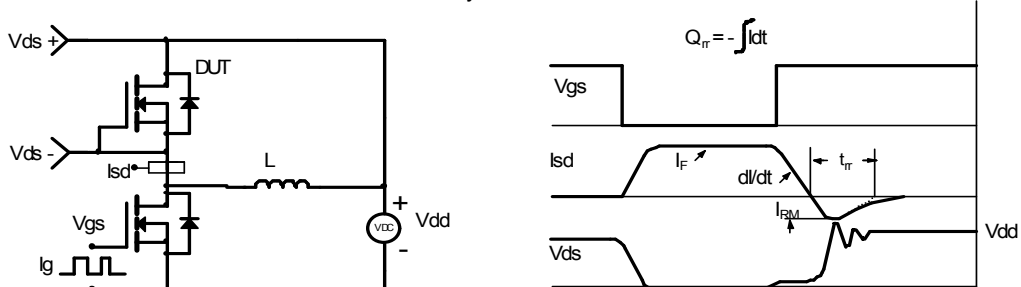 Vds +
DUT
Vds -
Isd
L
Vgs
Ig
VDC
+
-
Vdd
Qrr = - ∫Idt
Vgs
Isd
IF
dI/dt
trr
IRM
Vds
Vdd